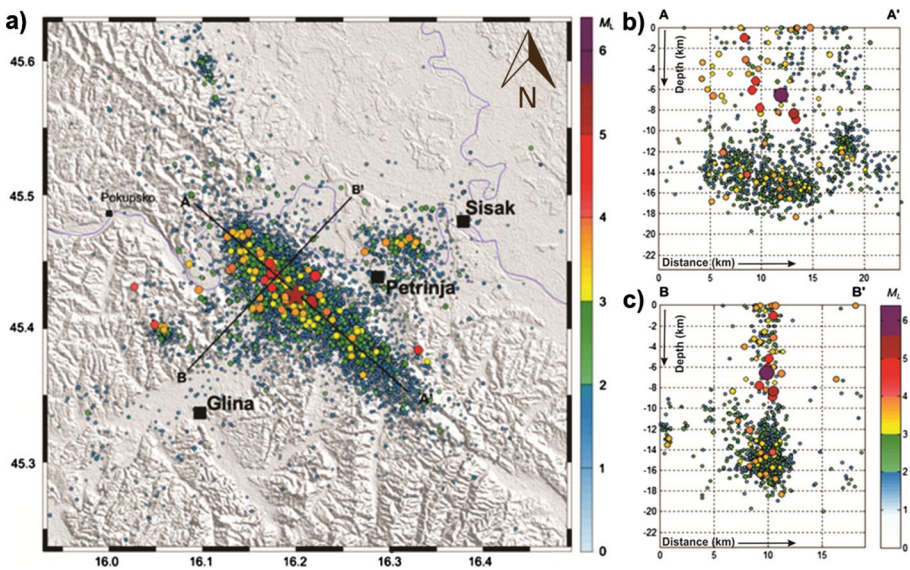 a)
45.6
45.5
45.4
45.3
16.0
16.1
16.2
16.3
16.4
Pokupsko
A
B'
Sisak
Petrinja
B
A'
Glina
N
ML
6
5
4
3
2
1
0
b)
A
A'
0
-2
-4
-6
-8
-10
-12
-14
-16
-18
-20
-22
Depth (km)
Distance (km)
0
5
10
15
20
c)
B
B'
0
-2
-4
-6
-8
-10
-12
-14
-16
-18
-20
-22
Depth (km)
Distance (km)
0
5
10
15
ML
6
5
4
3
2
1
0